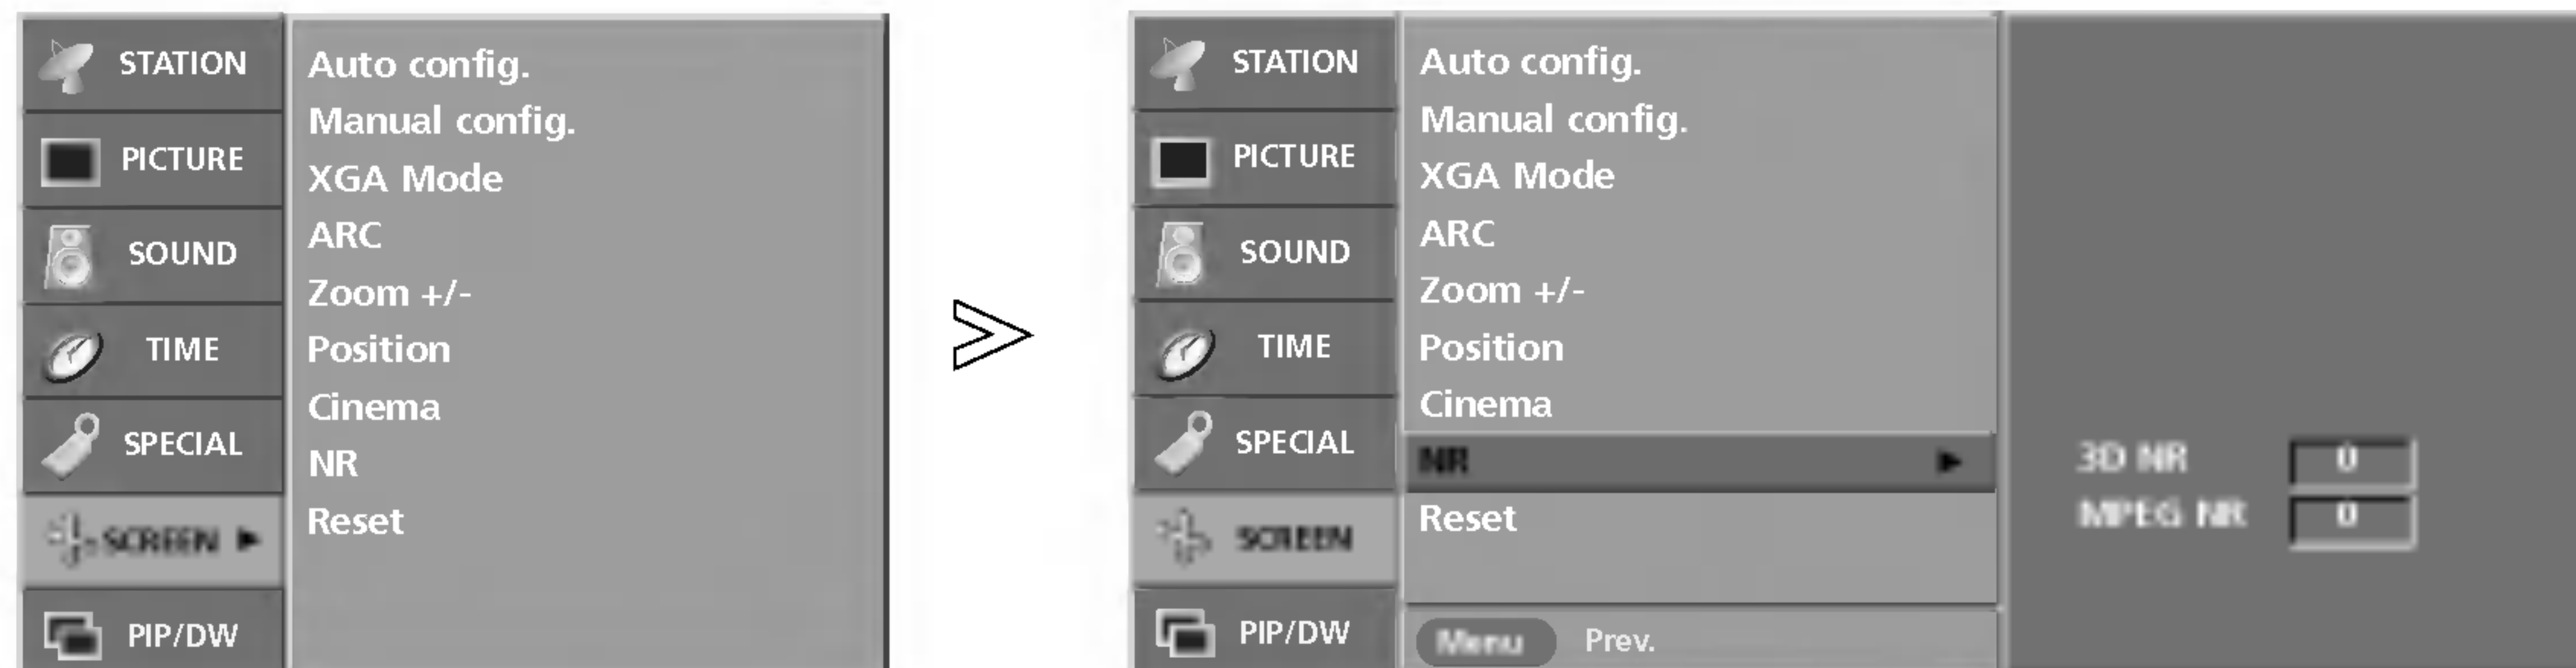 STATION
PICTURE
SOUND
TIME
SPECIAL
SCREEN
PIP/DW
Auto config.
Manual config.
XGA Mode
ARC
Zoom +/-
Position
Cinema
NR
Reset
STATION
PICTURE
SOUND
TIME
SPECIAL
SCREEN
PIP/DW
Auto config.
Manual config.
XGA Mode
ARC
Zoom +/-
Position
Cinema
NR
Reset
Menu Prev.
3D NR 0
MPEG NR 0